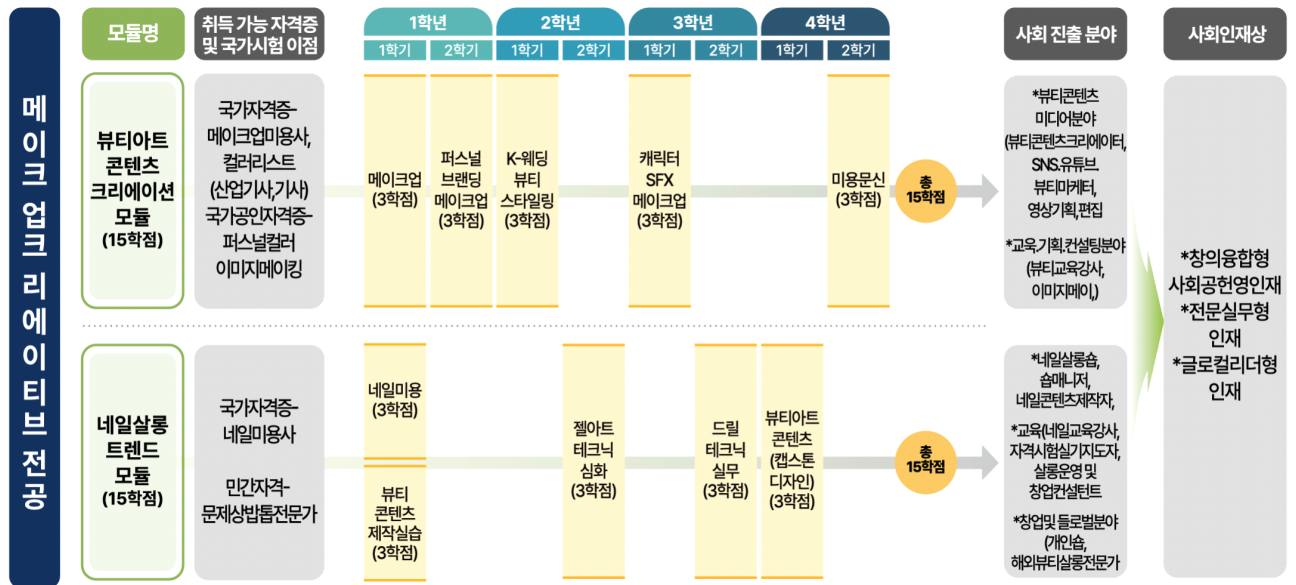 메이크 업크 리에이티브 전공
모듈명
취득 가능 자격증
및 국가시험 이점
1학년
2학년
3학년
4학년
1학기
2학기
1학기
2학기
1학기
2학기
1학기
2학기
사회 진출 분야
사회인재상
뷰티아트
콘텐츠
크리에이션
모듈
(15학점)
국가자격증-
메이크업미용사,
컬러리스트
(산업기사,기사)
국가공인자격증-
퍼스널컬러
이미지메이킹
메이크업
(3학점)
퍼스널
브랜딩
메이크업
(3학점)
K-웨딩
뷰티
스타일링
(3학점)
캐릭터
SFX
메이크업
(3학점)
미용문신
(3학점)
총
15학점
*뷰티콘텐츠
미디어분야
(뷰티콘텐츠크리에이터,
SNS.유튜브.
뷰티마케터,
영상기획,편집
*교욱.기획.컨설팅분야
(뷰티교육강사,
이미지메이,)
네일살롱
트렌드
모듈
(15학점)
국가자격증-
네일미용사
민간자격-
문제상밥톱전문가
네일미용
(3학점)
뷰티
콘텐츠
제작실습
(3학점)
젤아트
테크닉
심화
(3학점)
드릴
테크닉
실무
(3학점)
뷰티아트
콘텐츠
(캡스톤
디자인)
(3학점)
총
15학점
*네일살롱숍,
숍매니저,
네일콘텐츠제작자,
*교육(네일교육강사,
자격시험실기지도자,
살롱운영 및
창업컨설턴트
*창업및 들로벌분야
(개인숍,
해외뷰티살롱전문가
*창의융합형
사회공헌영인재
*전문실무형
인재
*글로컬리더형
인재